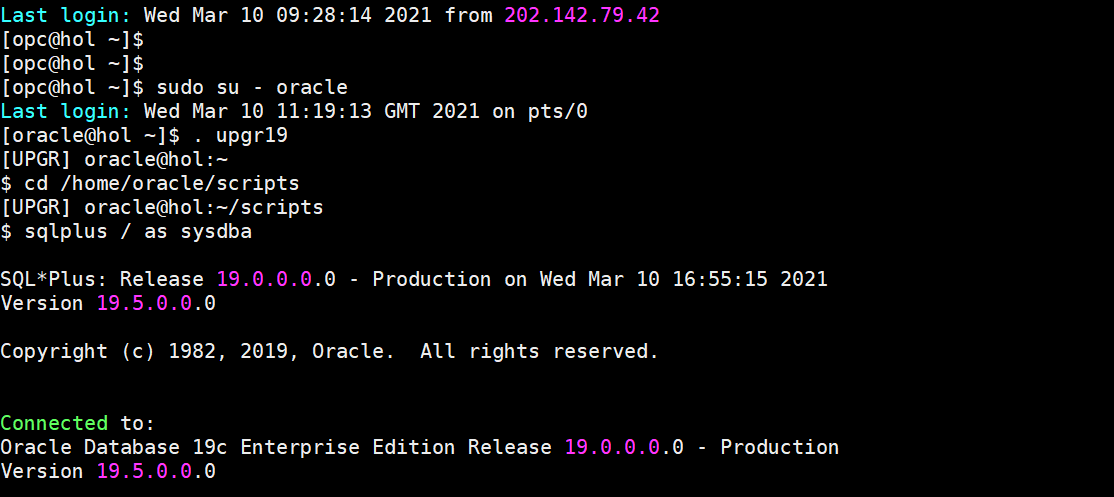 Last login: Wed Mar 10 09:28:14 2021 from 202.142.79.42
[opc@hol ~]$
[opc@hol ~]$
[opc@hol ~]$ sudo su - oracle
Last login: Wed Mar 10 11:19:13 GMT 2021 on pts/0
[oracle@hol ~]$ . upgr19
[UPGR] oracle@hol:~
$ cd /home/oracle/scripts
[UPGR] oracle@hol:~/scripts
$ sqlplus / as sysdba
SQL*Plus: Release 19.0.0.0.0 - Production on Wed Mar 10 16:55:15 2021
Version 19.5.0.0.0
Copyright (c) 1982, 2019, Oracle.  All rights reserved.
Connected to:
Oracle Database 19c Enterprise Edition Release 19.0.0.0.0 - Production
Version 19.5.0.0.0